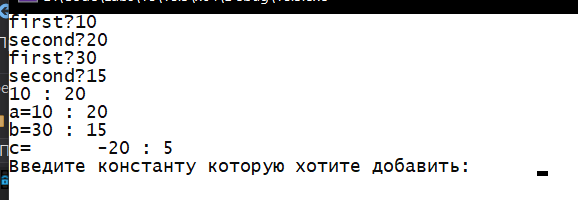 first?10
second?20
first?30
second?15
10 : 20
a=10 : 20
b=30 : 15
c=      -20 : 5
Введите константу которую хотите добавить: